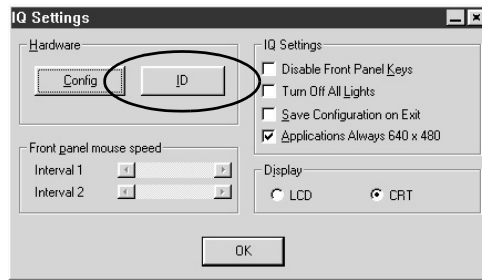 IQ Settings
Hardware
Config
ID
Front panel mouse speed
Interval 1
Interval 2
IQ Settings
Disable Front Panel Keys
Turn Off All Lights
Save Configuration on Exit
Applications Always 640 x 480
Display
LCD
CRT
OK